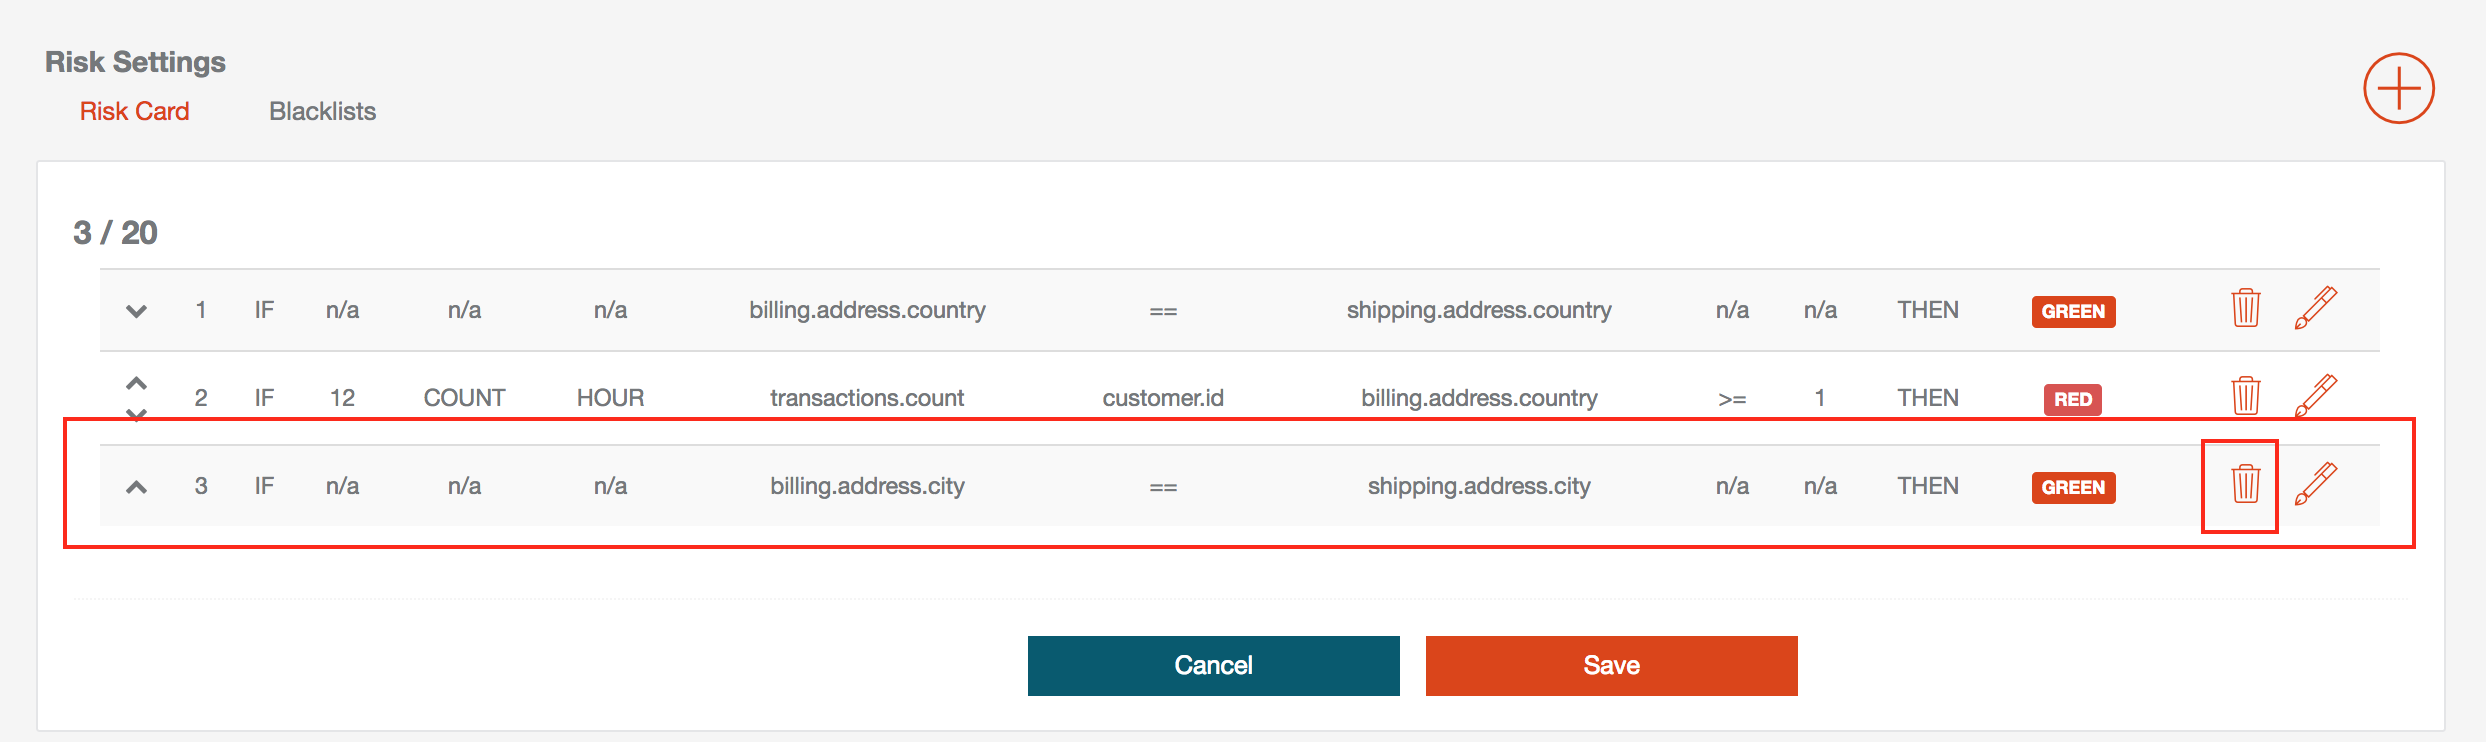 Risk Settings
Risk Card Blacklists
3 / 20
1 IF n/a n/a n/a billing.address.country == shipping.address.country n/a n/a THEN GREEN
2 IF 12 COUNT HOUR transactions.count customer.id billing.address.country >= 1 THEN RED
3 IF n/a n/a n/a billing.address.city == shipping.address.city n/a n/a THEN GREEN
Cancel Save